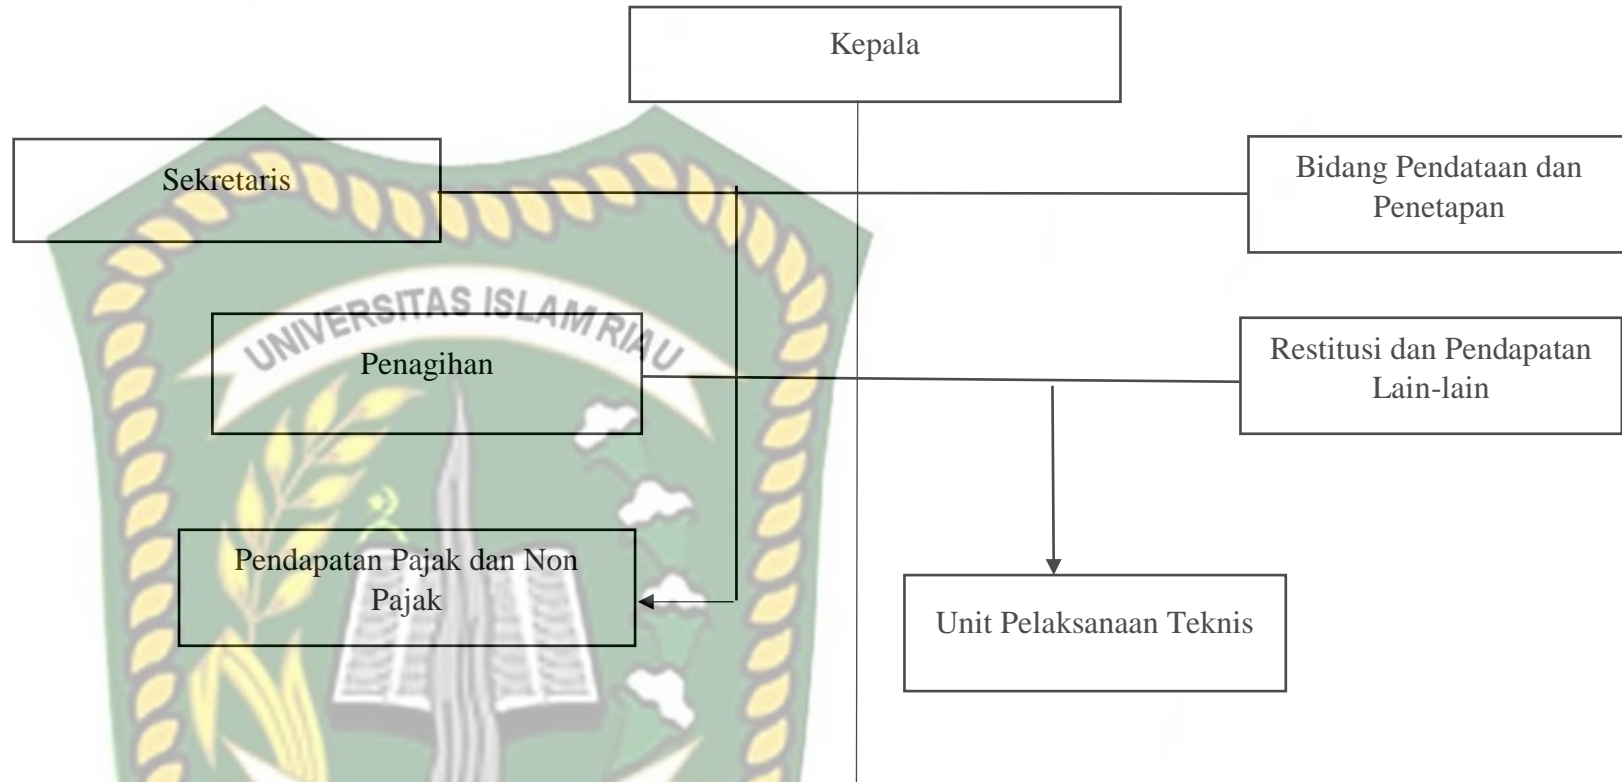 Kepala
Sekretaris
Bidang Pendataan dan
Penetapan
UNIVERSITAS ISLAM RIAU
Penagihan
Restitusi dan Pendapatan
Lain-lain
Pendapatan Pajak dan Non
Pajak
Unit Pelaksanaan Teknis